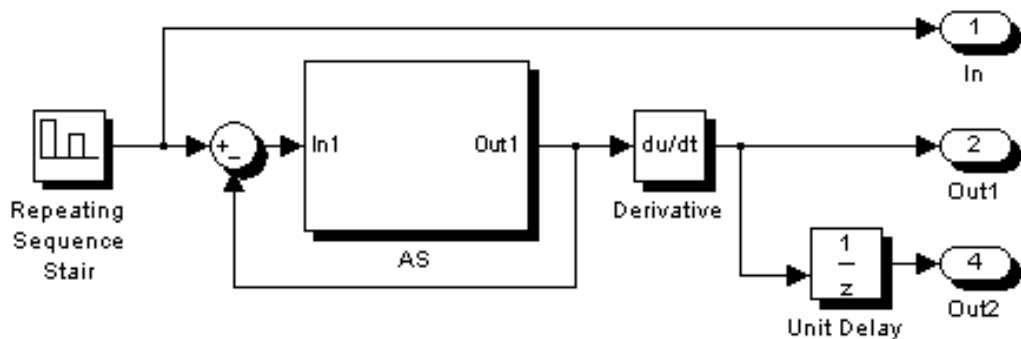 1
In
+
−
In1
Out1
du/dt
2
Out1
Repeating
Sequence
Stair
AS
Derivative
1
z
4
Out2
Unit Delay